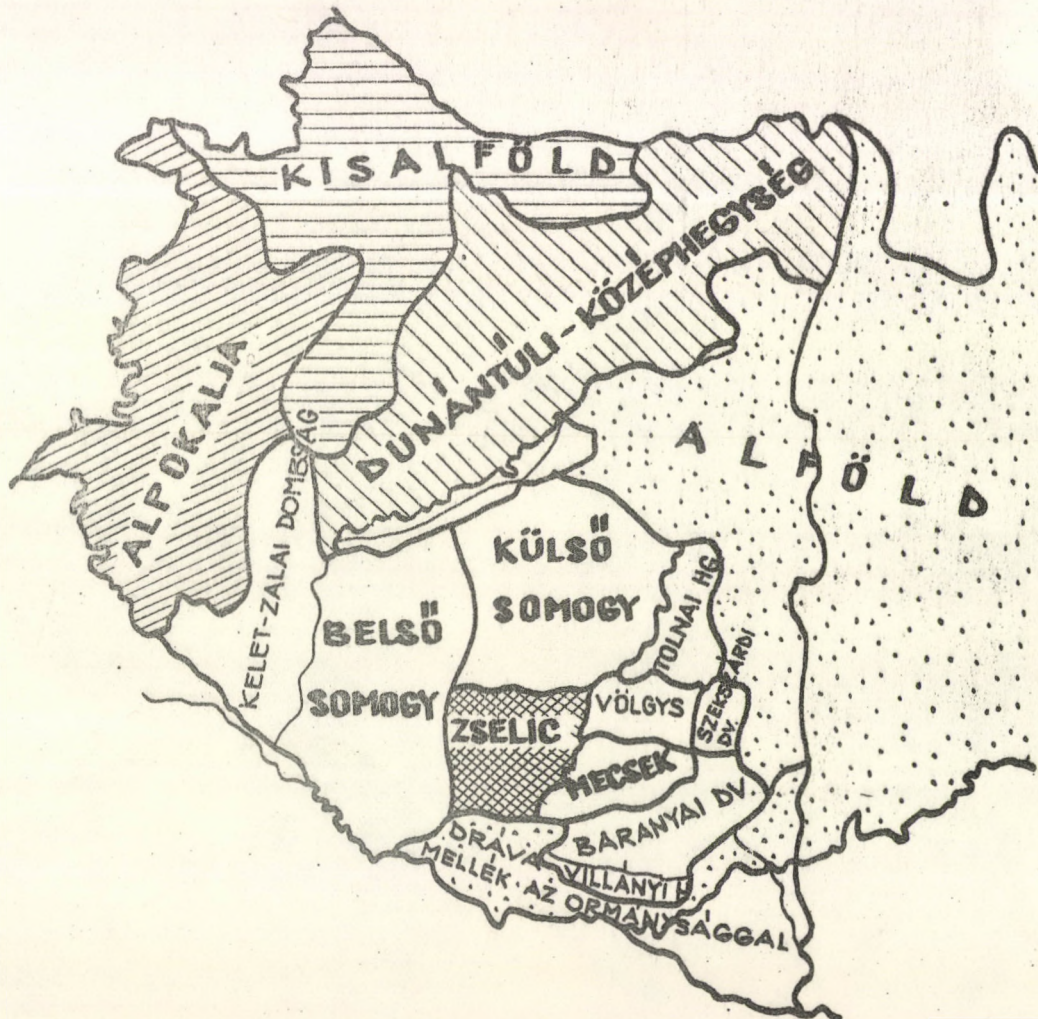 KISALFÖLD
DUNÁNTÚLI-KÖZÉPHEGYSÉG
ALPOKALJA
ALFÖLD
KELET-ZALAI DOMBSÁG
KÜLSŐ
SOMOGY
TOLNAI HG
BELSŐ
SOMOGY
SZEKSZÁRDI
DV.
VÖLGYS
ZSELIC
MECSEK
BARANYAI DV.
DRÁVA
MELLÉK AZ ORMÁNYSÁGGAL
VILLÁNYI H